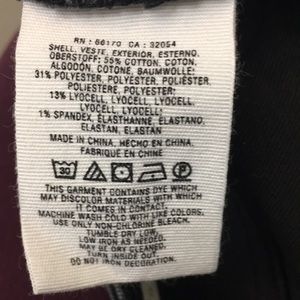 RN : 66170 CA : 32054
SHELL, VESTE, EXTERIOR, ESTERNO,
OBERSTOFF: 55% COTTON, COTON,
ALGODÓN, COTONE, BAUMWOLLE;
31% POLYESTER, POLYESTER, POLIÉSTER
POLIESTERE, POLYESTER;
13% LYOCELL, LYOCELL, LYOCELL,
LYOCELL, LYOCELL;
1% SPANDEX, ÉLASTHANNE, ELASTANO,
ELASTAN, ELASTAN
MADE IN CHINA, HECHO EN CHINA,
FABRIQUÉ EN CHINE
30 P
THIS GARMENT CONTAINS DYE WHICH
MAY DISCOLOR MATERIALS WITH WHICH
IT COMES IN CONTACT.
MACHINE WASH COLD WITH LIKE COLORS.
USE ONLY NON-CHLORINE BLEACH.
TUMBLE DRY LOW.
LOW IRON AS NEEDED.
MAY BE DRY CLEANED.
TURN INSIDE OUT
DO NOT IRON DECORATION.